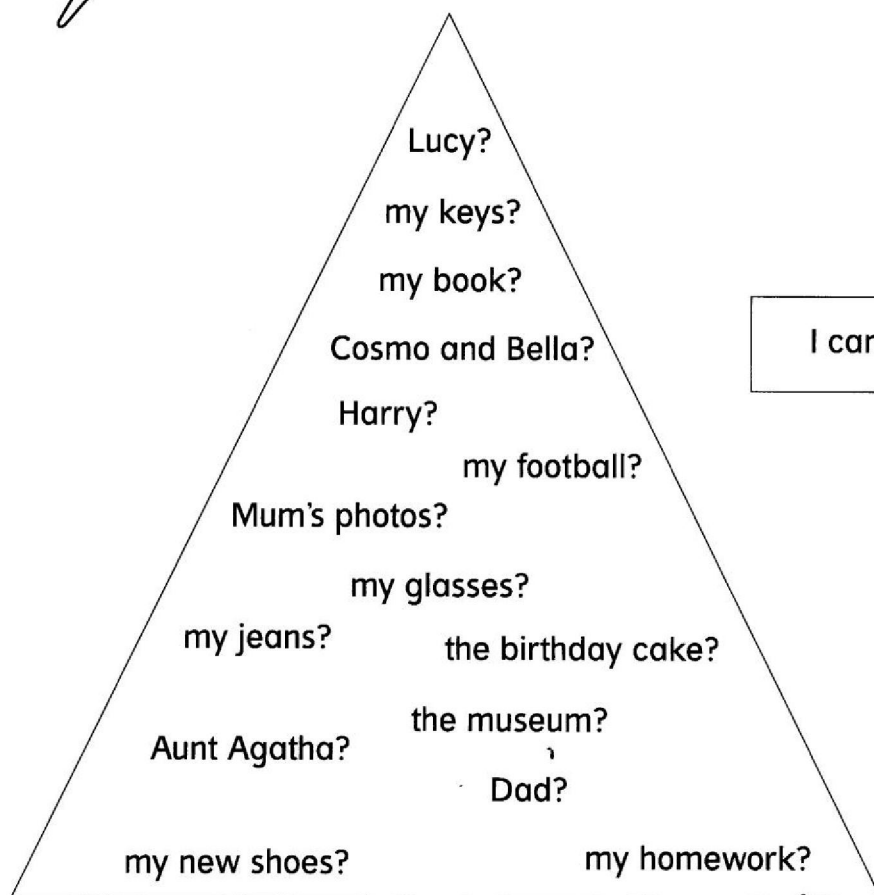 Lucy?
my keys?
my book?
Cosmo and Bella?
I car
Harry?
my football?
Mum's photos?
my glasses?
my jeans?
the birthday cake?
the museum?
Aunt Agatha?
Dad?
my new shoes?
my homework?